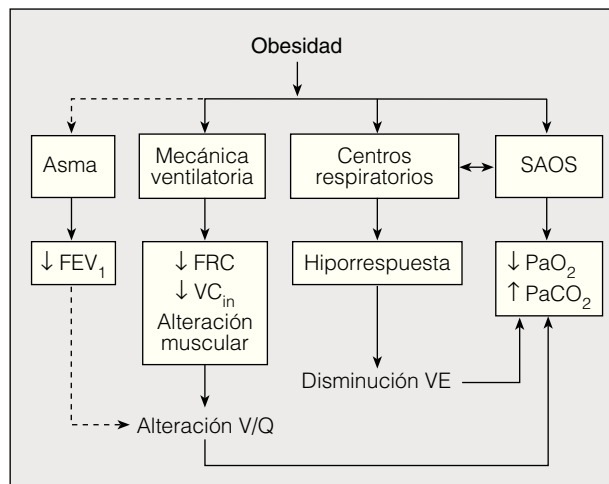 Obesidad
Asma
Mecánica
ventilatoria
Centros
respiratorios
SAOS
↓ FEV₁
↓ FRC
↓ VCᵢₙ
Alteración
muscular
Hiporrespuesta
↓ PaO₂
↑ PaCO₂
Disminución VE
Alteración V/Q